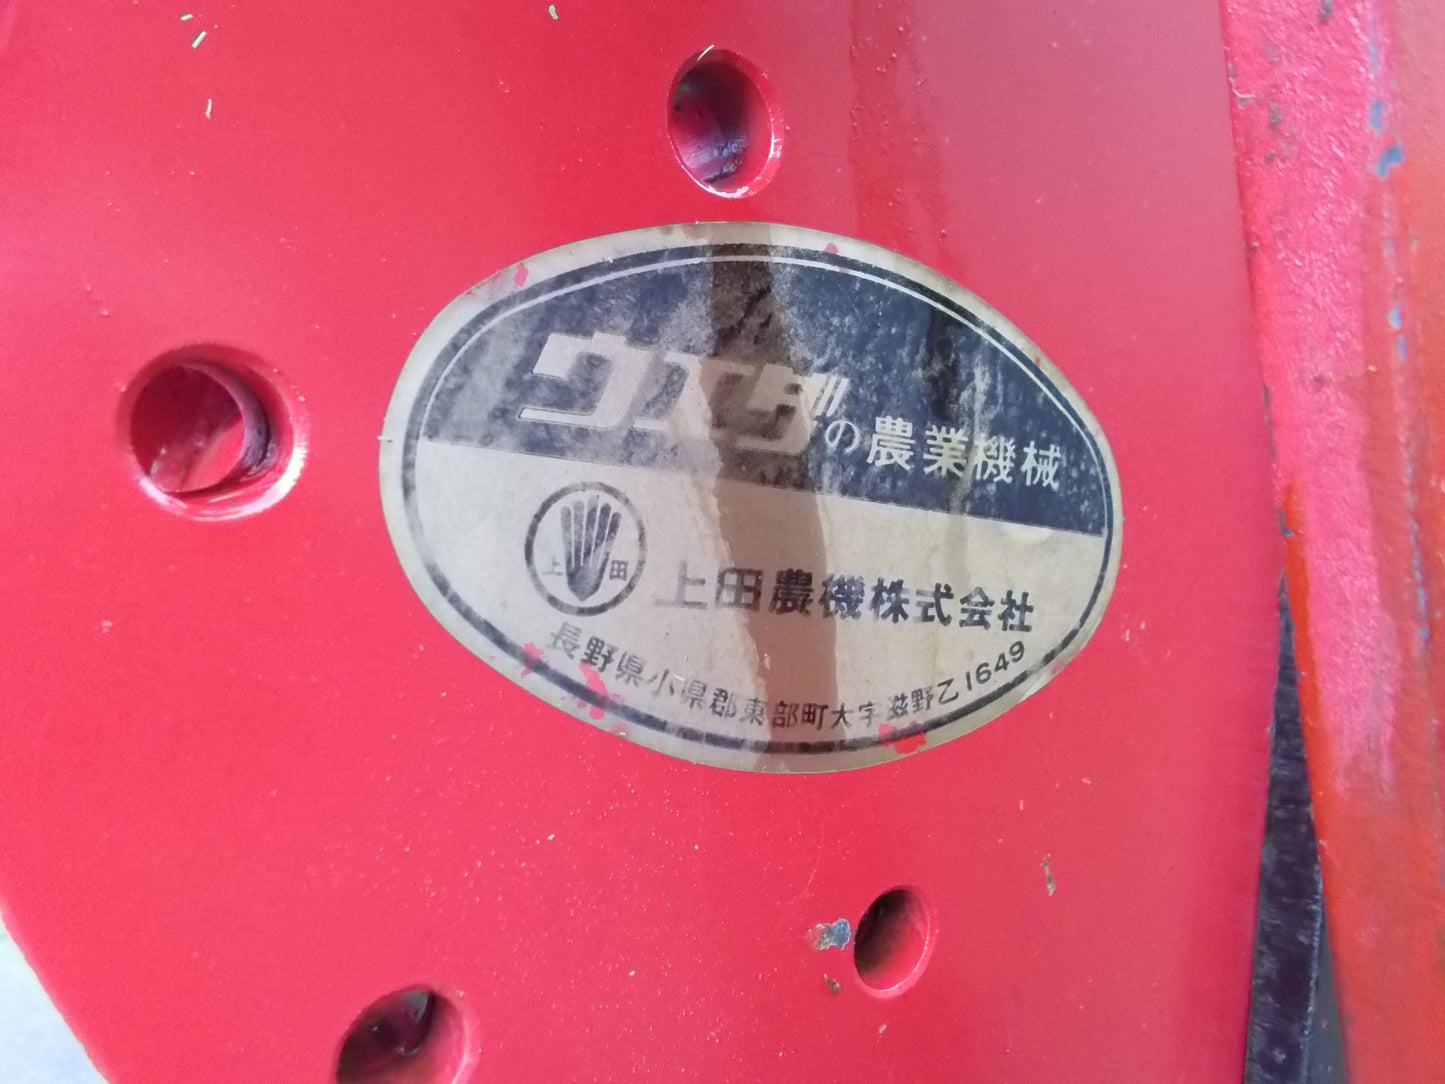 ウエダの農業機械
上田
上田農機株式会社
長野県小県郡東部町大字滋野乙1649